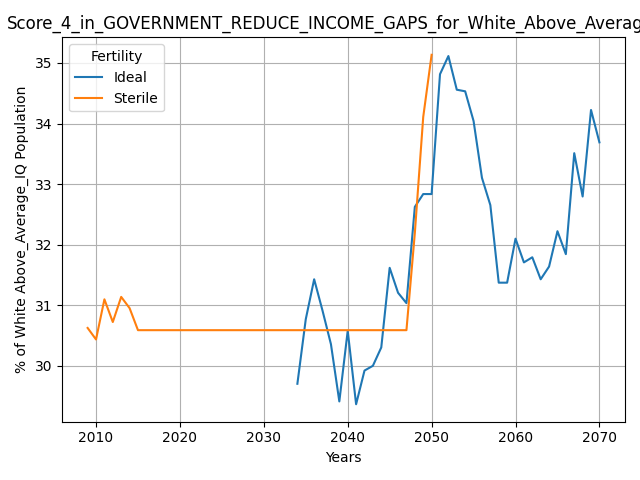 Score_4_in_GOVERNMENT_REDUCE_INCOME_GAPS_for_White_Above_Averag
Fertility
Ideal
Sterile
% of White Above_Average_IQ Population
35
34
33
32
31
30
2010 2020 2030 2040 2050 2060 2070
Years